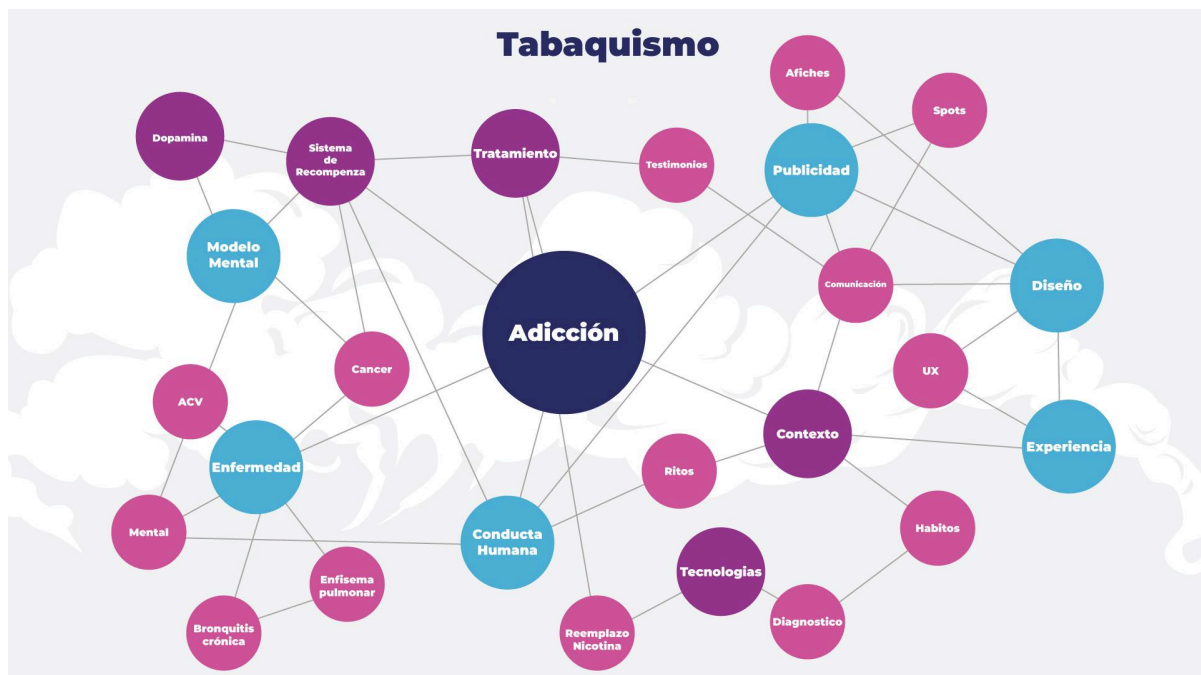 Tabaquismo
Afiches
Spots
Dopamina
Sistema
de
Recompenza
Tratamiento
Testimonios
Publicidad
Modelo
Mental
Comunicación
Diseño
Adicción
Cancer
UX
ACV
Contexto
Experiencia
Enfermedad
Ritos
Mental
Conducta
Humana
Habitos
Tecnologias
Enfisema
pulmonar
Bronquitis
crónica
Reemplazo
Nicotina
Diagnostico